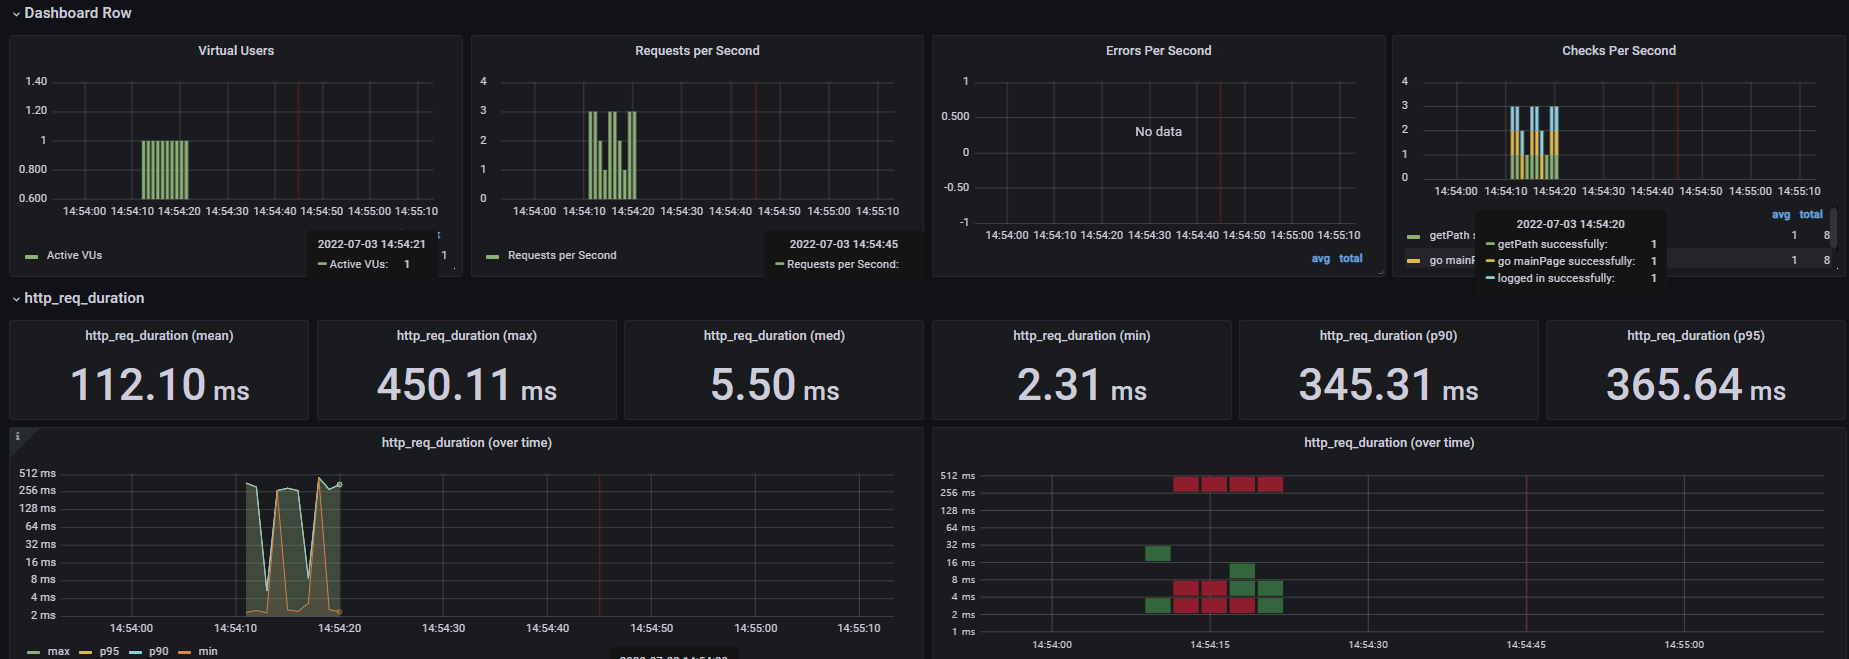 Dashboard Row
Virtual Users
1.40
1.20
1
0.800
0.600
14:54:00 14:54:10 14:54:20 14:54:30 14:54:40 14:54:50 14:55:00 14:55:10
Active VUs
1
2022-07-03 14:54:21
Active VUs: 1
Requests per Second
4
3
2
1
0
14:54:00 14:54:10 14:54:20 14:54:30 14:54:40 14:54:50 14:55:00 14:55:10
Requests per Second
2022-07-03 14:54:45
Requests per Second:
Errors Per Second
1
0.500
0
-0.50
-1
No data
14:54:00 14:54:10 14:54:20 14:54:30 14:54:40 14:54:50 14:55:00 14:55:10
avg total
Checks Per Second
4
3
2
1
0
14:54:00 14:54:10 14:54:20 14:54:30 14:54:40 14:54:50 14:55:00 14:55:10
avg total
getPath s 1 8
go mainP 1 8
2022-07-03 14:54:20
getPath successfully: 1
go mainPage successfully: 1
logged in successfully: 1
http_req_duration
http_req_duration (mean)
112.10 ms
http_req_duration (max)
450.11 ms
http_req_duration (med)
5.50 ms
http_req_duration (min)
2.31 ms
http_req_duration (p90)
345.31 ms
http_req_duration (p95)
365.64 ms
i
http_req_duration (over time)
512 ms
256 ms
128 ms
64 ms
32 ms
16 ms
8 ms
4 ms
2 ms
14:54:00 14:54:10 14:54:20 14:54:30 14:54:40 14:54:50 14:55:00 14:55:10
max p95 p90 min
http_req_duration (over time)
512 ms
256 ms
128 ms
64 ms
32 ms
16 ms
8 ms
4 ms
2 ms
1 ms
14:54:00 14:54:15 14:54:30 14:54:45 14:55:00